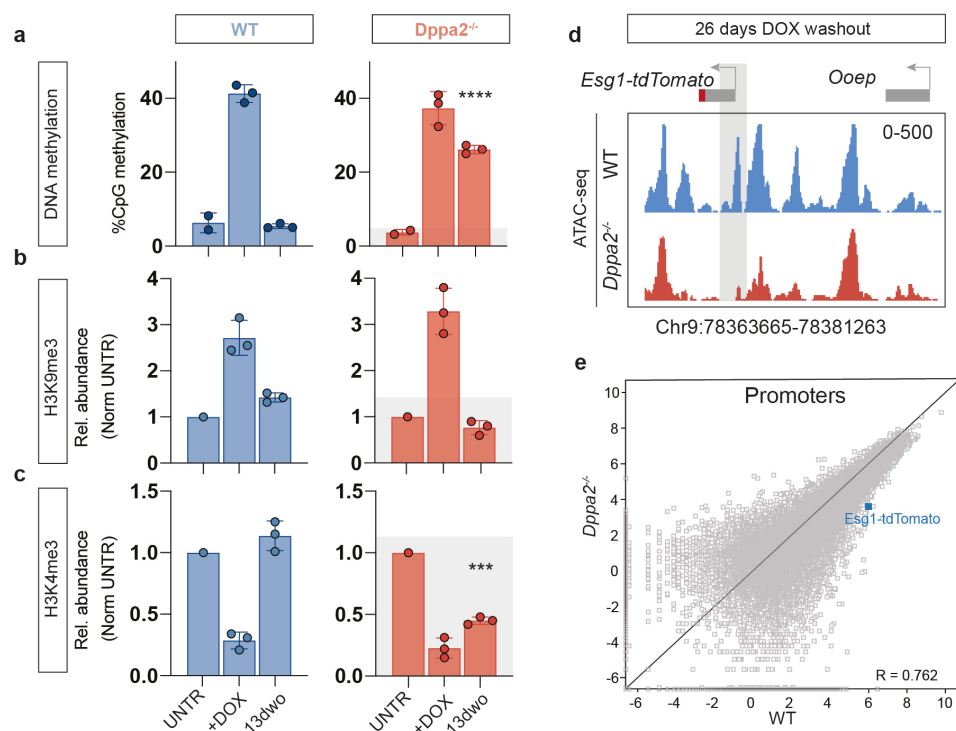 a
WT
Dppa2-/-
DNA methylation
%CpG methylation
40
20
0
40
20
0
****
b
H3K9me3
Rel. abundance
(Norm UNTR)
4
3
2
1
0
4
3
2
1
0
c
H3K4me3
Rel. abundance
(Norm UNTR)
1.5
1.0
0.5
0.0
1.5
1.0
0.5
0.0
***
UNTR
+DOX
13dwo
UNTR
+DOX
13dwo
d
26 days DOX washout
Esg1-tdTomato
Ooep
ATAC-seq
WT
Dppa2-/-
0-500
Chr9:78363665-78381263
e
Promoters
Dppa2-/-
10
8
6
4
2
0
-2
-4
-6
Esg1-tdTomato
R = 0.762
-6 -4 -2 0 2 4 6 8 10
WT